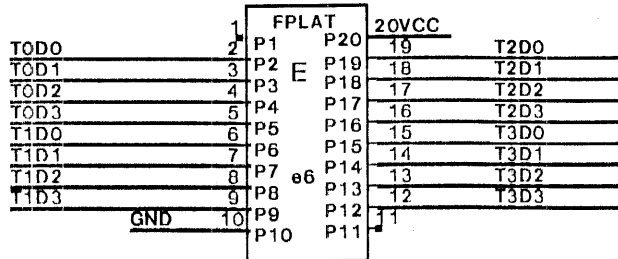 1 FPLAT 20VCC
P1 P20
T0D0 2 P2 E P19 19 T2D0
T0D1 3 P3 P18 18 T2D1
T0D2 4 P4 P17 17 T2D2
T0D3 5 P5 P16 16 T2D3
T1D0 6 P6 P15 15 T3D0
T1D1 7 P7 P14 14 T3D1
T1D2 8 P8 e6 P13 13 T3D2
T1D3 9 P9 P12 12 T3D3
GND 10 P10 P11 11